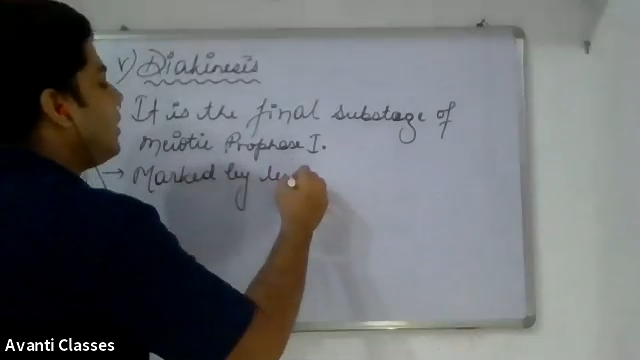 v) Diakinesis
It is the final substage of
meiotic Prophase I.
→ Marked by
Avanti Classes